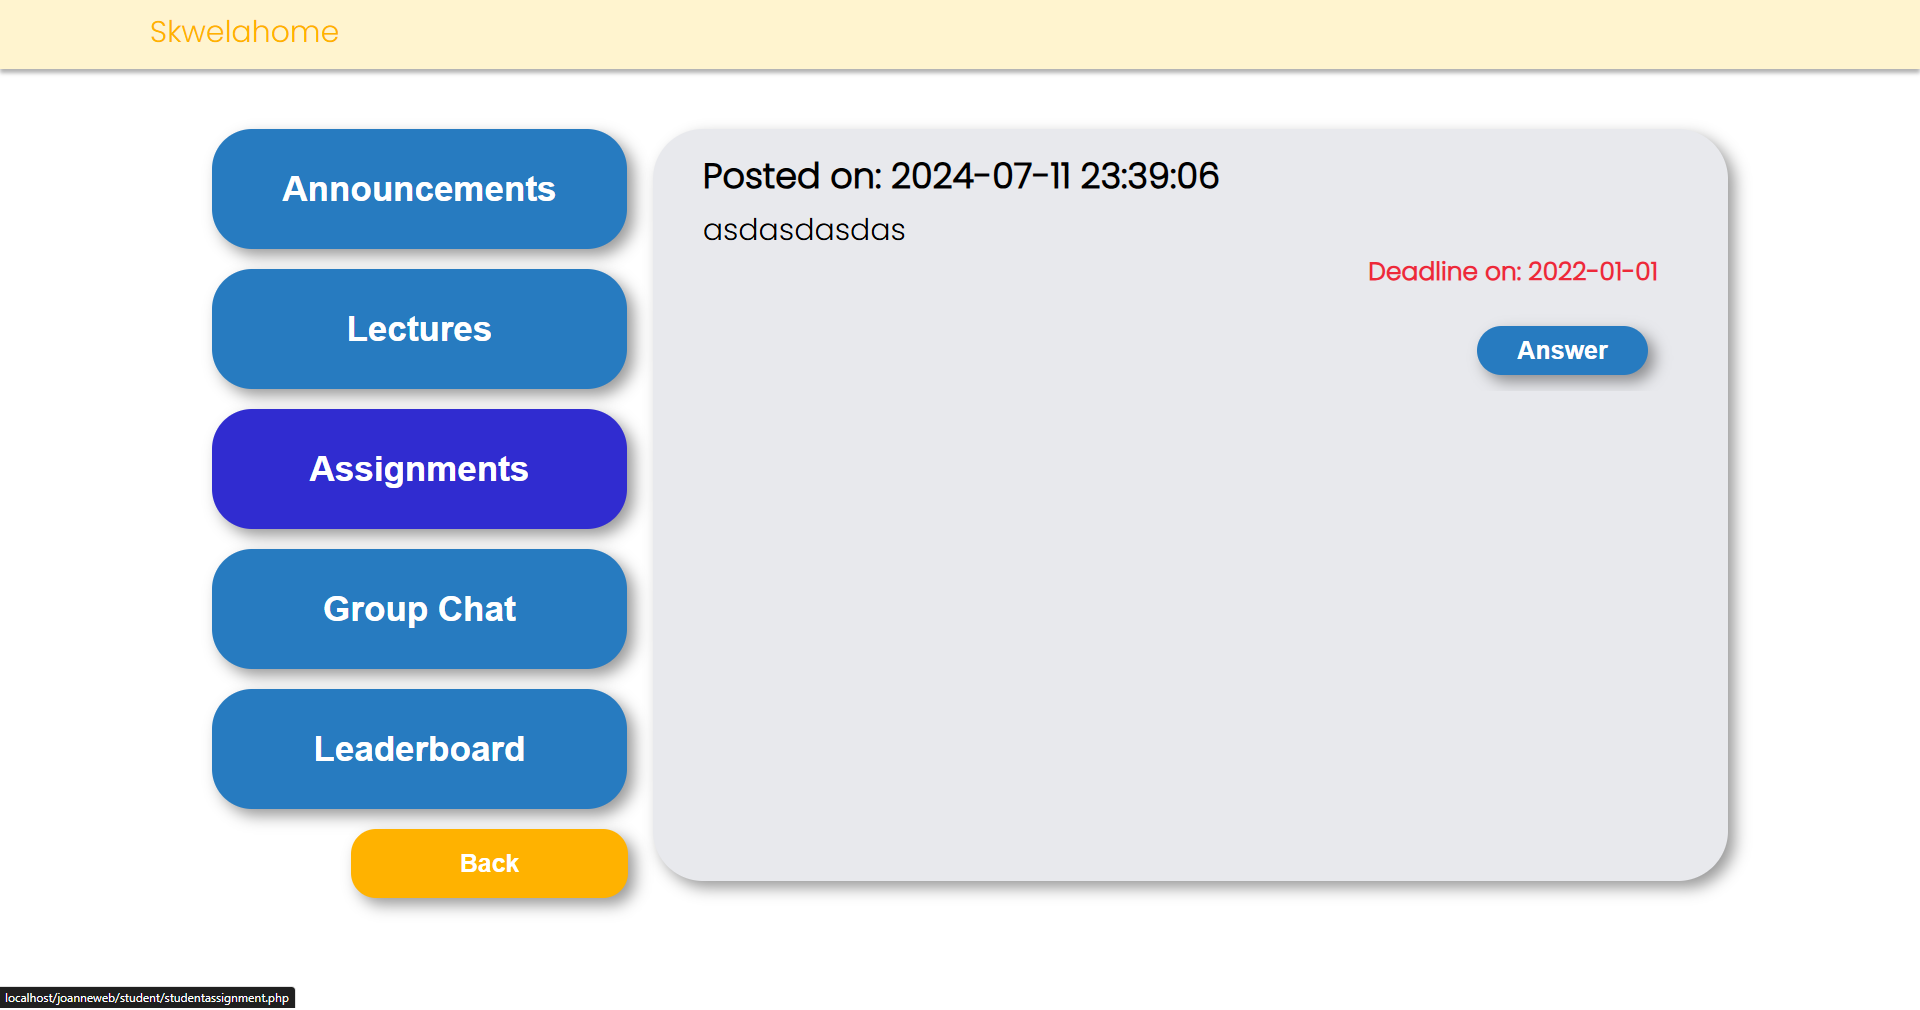 Skwelahome
Announcements
Lectures
Assignments
Group Chat
Leaderboard
Back
Posted on: 2024-07-11 23:39:06
asdasdasdas
Deadline on: 2022-01-01
Answer
localhost/joanneweb/student/studentassignment.php